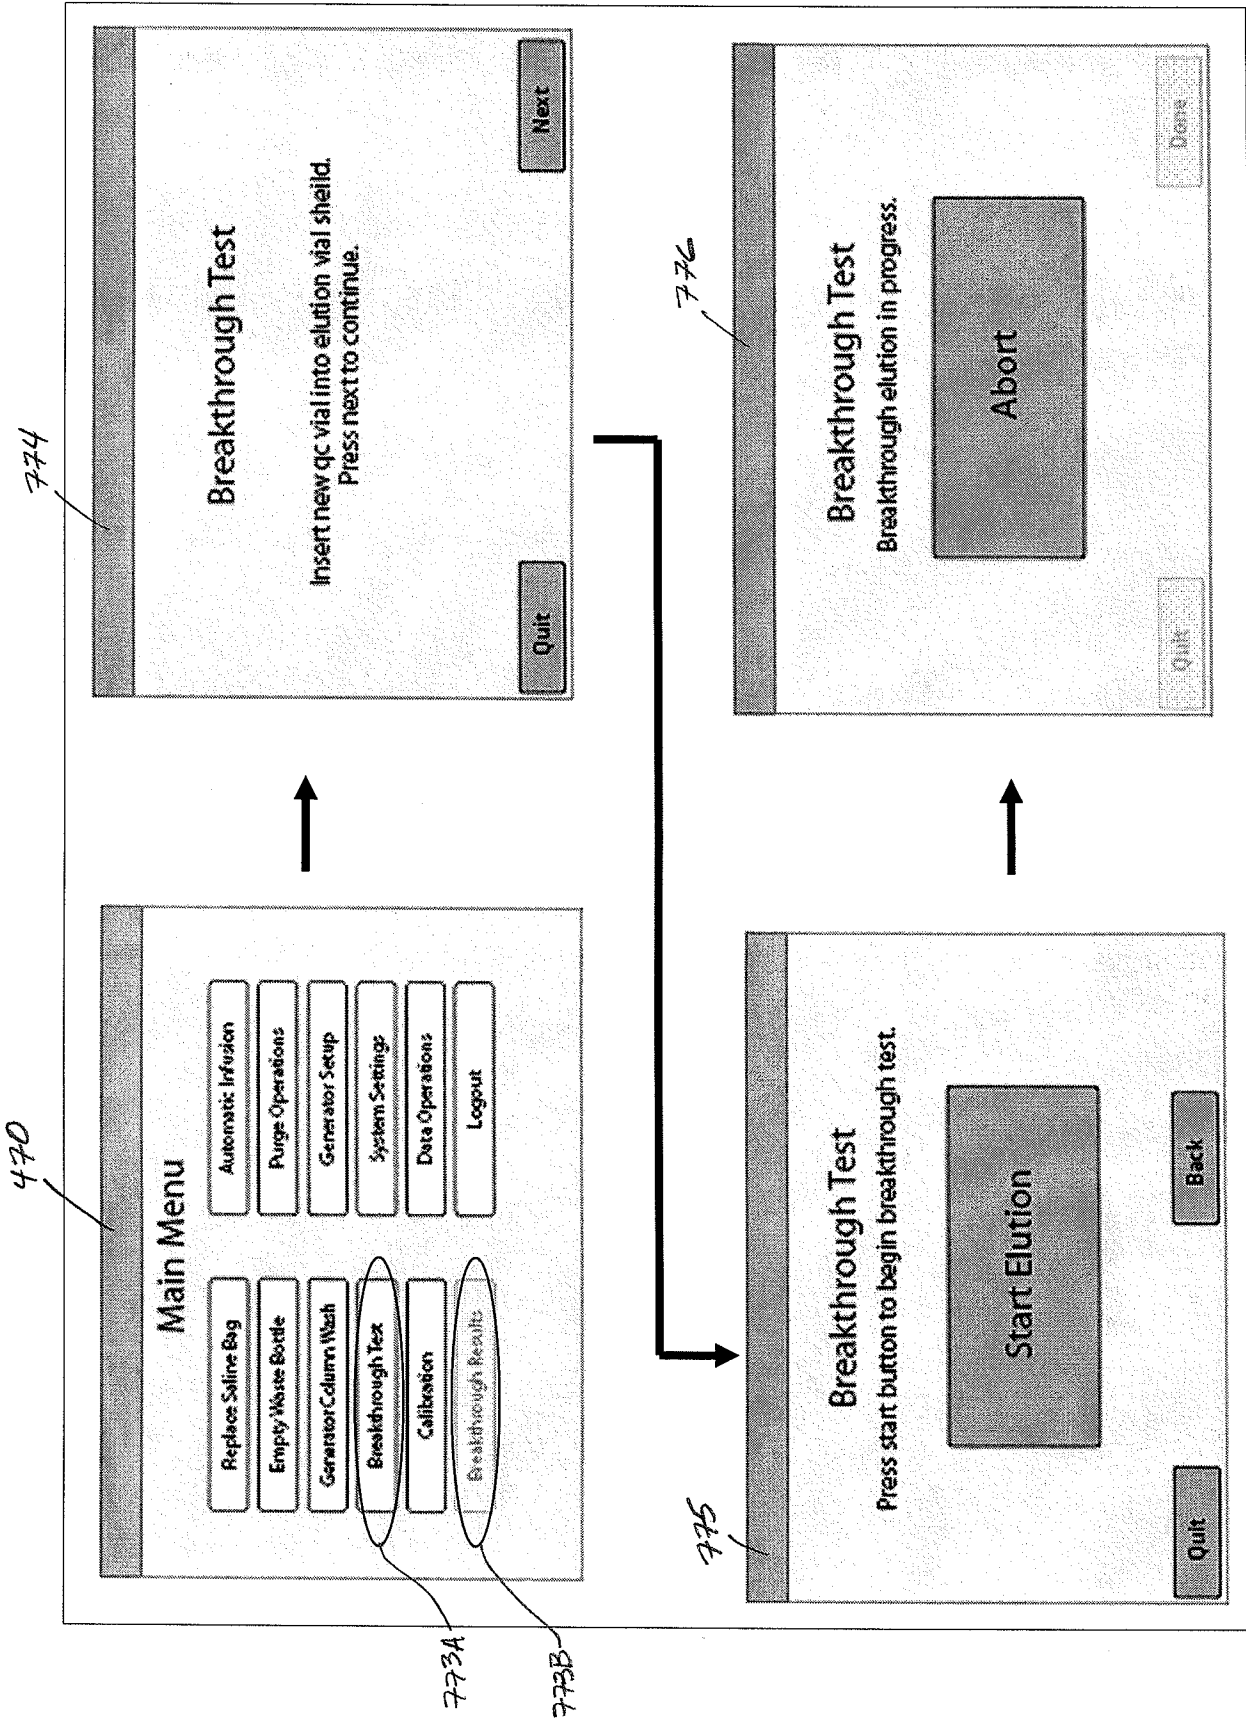 470
Main Menu
Replace Saline Bag
Automatic Infusion
Empty Waste Bottle
Purge Operations
Generator Column Wash
Generator Setup
Breakthrough Test
System Settings
Calibration
Data Operations
Breakthrough Results
Logout
773A
773B
774
Breakthrough Test
Insert new qc vial into elution vial sheild.
Press next to continue.
Quit
Next
775
Breakthrough Test
Press start button to begin breakthrough test.
Start Elution
Quit
Back
776
Breakthrough Test
Breakthrough elution in progress.
Abort
Quit
Done